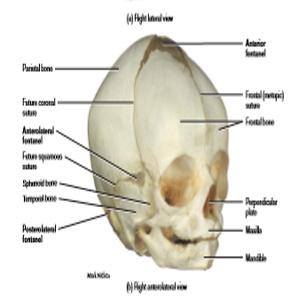 (a) Right lateral view
Parietal bone
Future coronal
suture
Anterolateral
fontanel
Future squamous
suture
Sphenoid bone
Temporal bone
Posterolateral
fontanel
Anterior
fontanel
Frontal (metopic)
suture
Frontal bone
Perpendicular
plate
Maxilla
Mandible
(b) Right anterolateral view